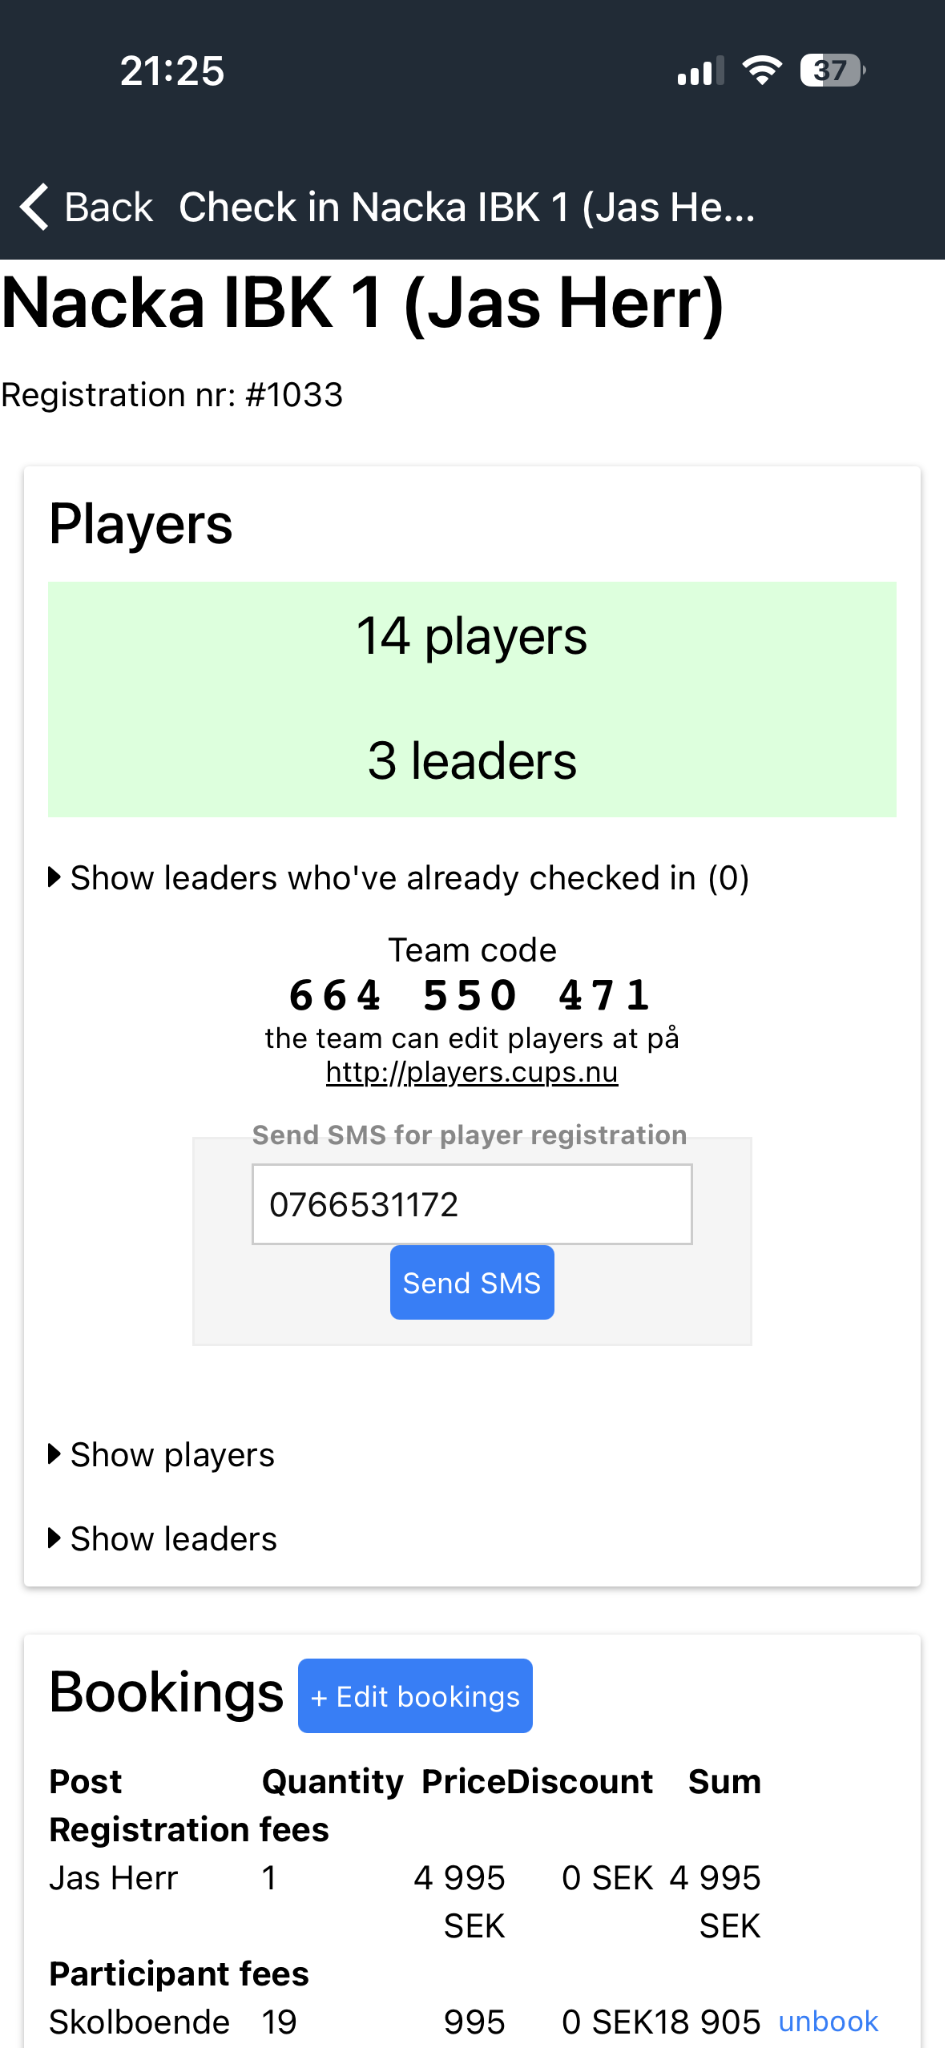 21:25
37
Back Check in Nacka IBK 1 (Jas He...
Nacka IBK 1 (Jas Herr)
Registration nr: #1033
Players
14 players
3 leaders
Show leaders who've already checked in (0)
Team code
664 550 471
the team can edit players at på
http://players.cups.nu
Send SMS for player registration
0766531172
Send SMS
Show players
Show leaders
Bookings + Edit bookings
Post Quantity Price Discount Sum
Registration fees
Jas Herr 1 4 995 0 SEK 4 995
SEK SEK
Participant fees
Skolboende 19 995 0 SEK 18 905 unbook